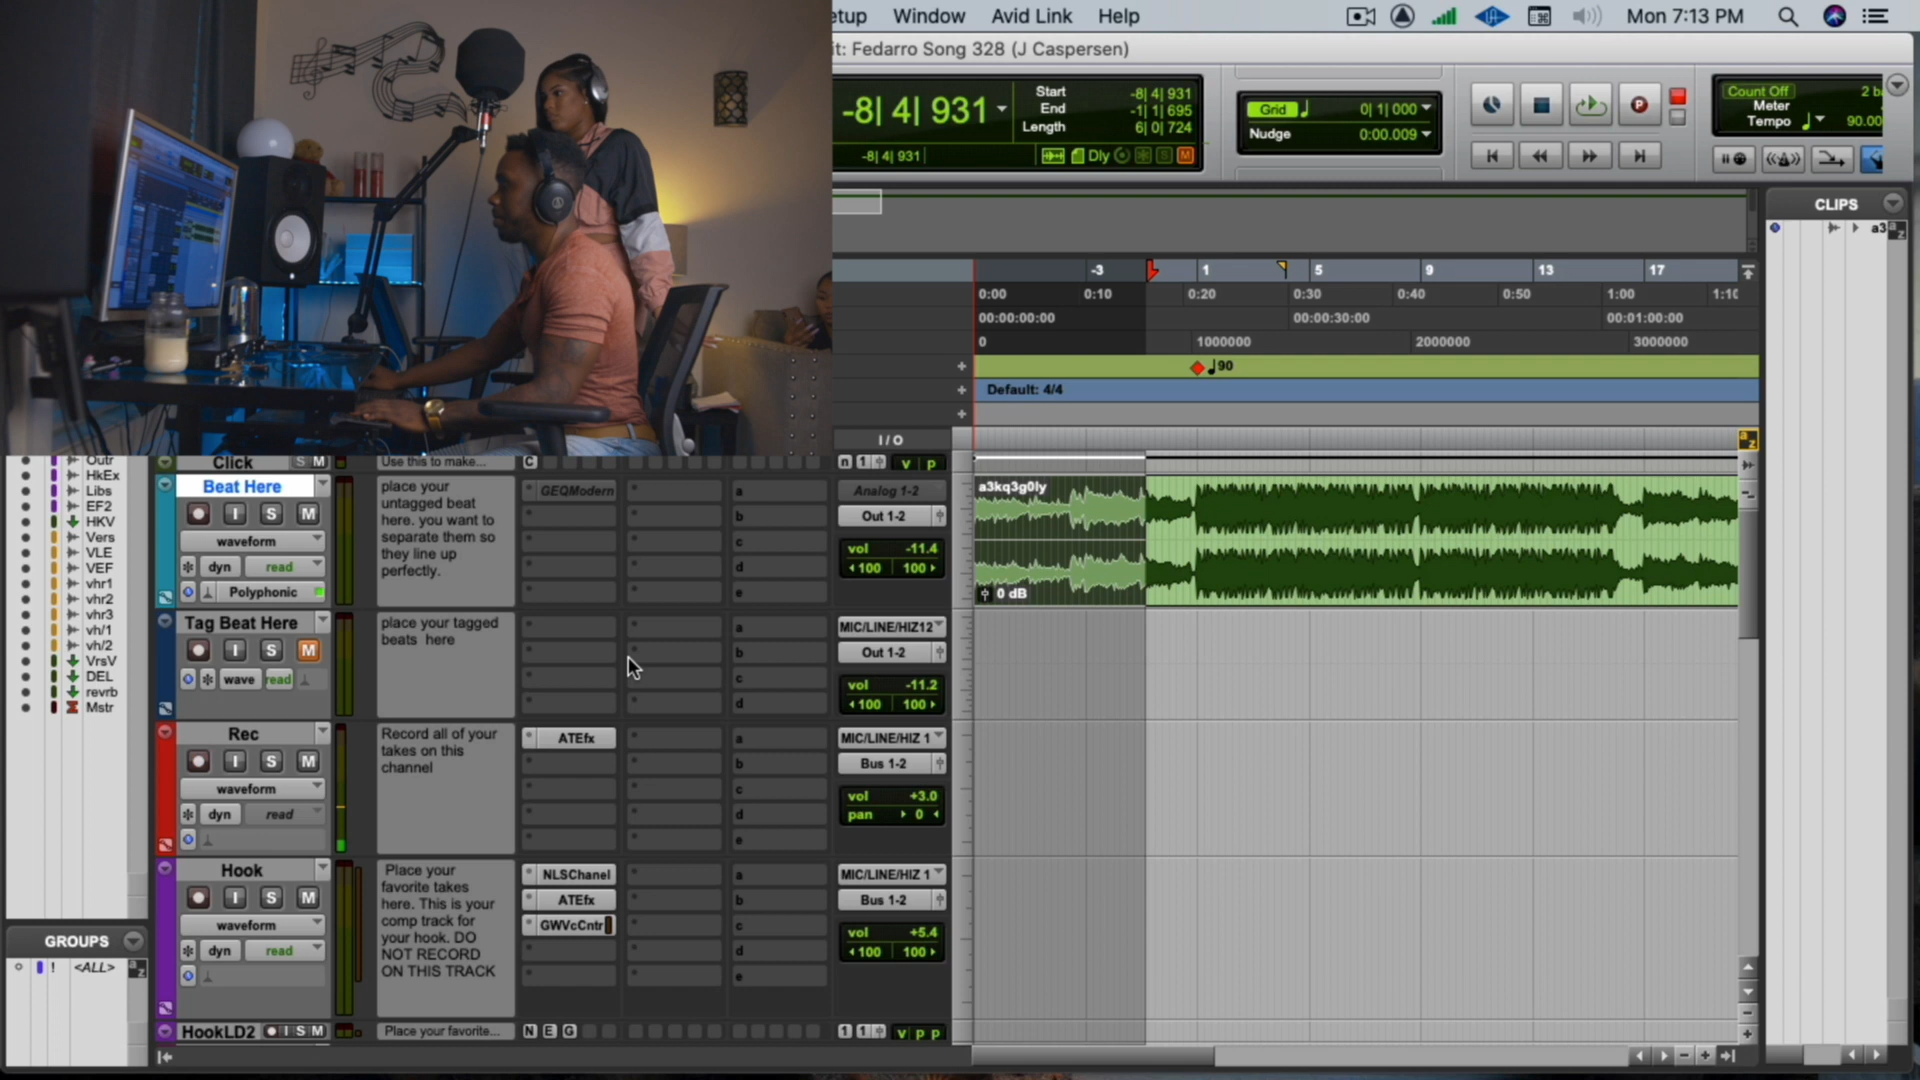 etup Window Avid Link Help Mon 7:13 PM
it: Fedarro Song 328 (J Caspersen)
-8| 4| 931
Start -8| 4| 931
End -1| 1| 695
Length 6| 0| 724
-8| 4| 931
Dly S M
Grid 0| 1| 000
Nudge 0:00.009
P
Count Off 2 b
Meter
Tempo 90.00
CLIPS
a3
-3 1 5 9 13 17
0:00 0:10 0:20 0:30 0:40 0:50 1:00 1:10
00:00:00:00 00:00:30:00 00:01:00:00
0 1000000 2000000 3000000
90
Default: 4/4
I/O
Outr
HkEx
Libs
EF2
HKV
Vers
VLE
VEF
vhr1
vhr2
vhr3
vh/1
vh/2
VrsV
DEL
revrb
Mstr
GROUPS
! <ALL>
Click S M Use this to make... C n 1 v p
Beat Here
I S M
waveform
dyn read
Polyphonic
place your
untagged beat
here. you want to
separate them so
they line up
perfectly.
GEQModern
a
b
c
d
e
Analog 1-2
Out 1-2
vol -11.4
100 100
a3kq3g0ly
0 dB
Tag Beat Here
I S M
wave read
place your tagged
beats here
a
b
c
d
MIC/LINE/HIZ12
Out 1-2
vol -11.2
100 100
Rec
I S M
waveform
dyn read
Record all of your
takes on this
channel
ATEfx
a
b
c
d
e
MIC/LINE/HIZ 1
Bus 1-2
vol +3.0
pan 0
Hook
I S M
waveform
dyn read
Place your
favorite takes
here. This is your
comp track for
your hook. DO
NOT RECORD
ON THIS TRACK
NLSChanel
ATEfx
GWVcCntr
a
b
c
d
e
MIC/LINE/HIZ 1
Bus 1-2
vol +5.4
100 100
HookLD2 I S M Place your favorite... N E G 1 1 v p p